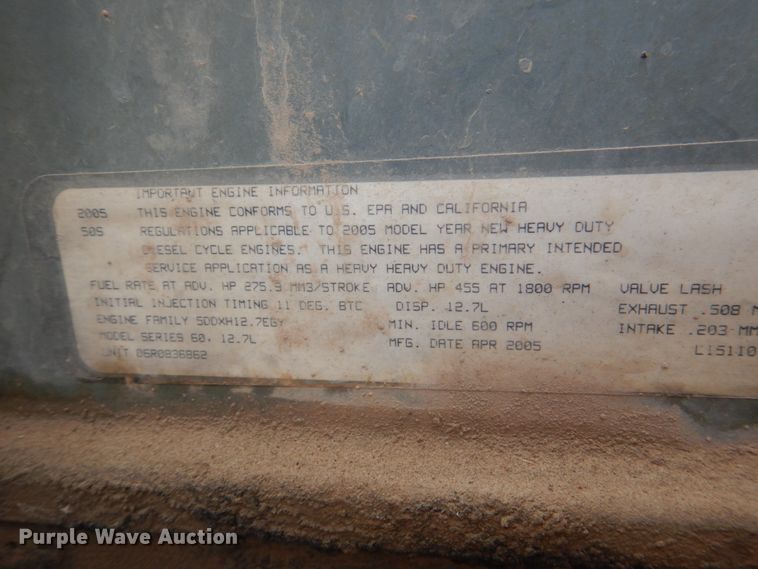 IMPORTANT ENGINE INFORMATION
2005 THIS ENGINE CONFORMS TO U.S. EPA AND CALIFORNIA
50S REGULATIONS APPLICABLE TO 2005 MODEL YEAR NEW HEAVY DUTY
DIESEL CYCLE ENGINES. THIS ENGINE HAS A PRIMARY INTENDED
SERVICE APPLICATION AS A HEAVY HEAVY DUTY ENGINE.
FUEL RATE AT ADV. HP 275.9 MM3/STROKE ADV. HP 455 AT 1800 RPM VALVE LASH
INITIAL INJECTION TIMING 11 DEG. BTC DISP. 12.7L EXHAUST .508 M
ENGINE FAMILY 5DDXH12.7EGY MIN. IDLE 600 RPM INTAKE .203 MM
MODEL SERIES 60, 12.7L MFG. DATE APR 2005 L15110
UNIT 06R0836862
Purple Wave Auction